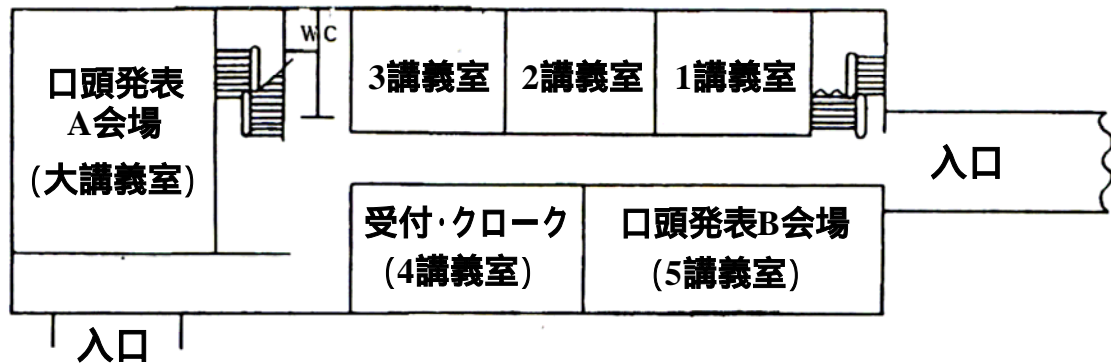 口頭発表
A会場
(大講義室)
WC
3講義室
2講義室
1講義室
入口
受付・クローク
(4講義室)
口頭発表B会場
(5講義室)
入口